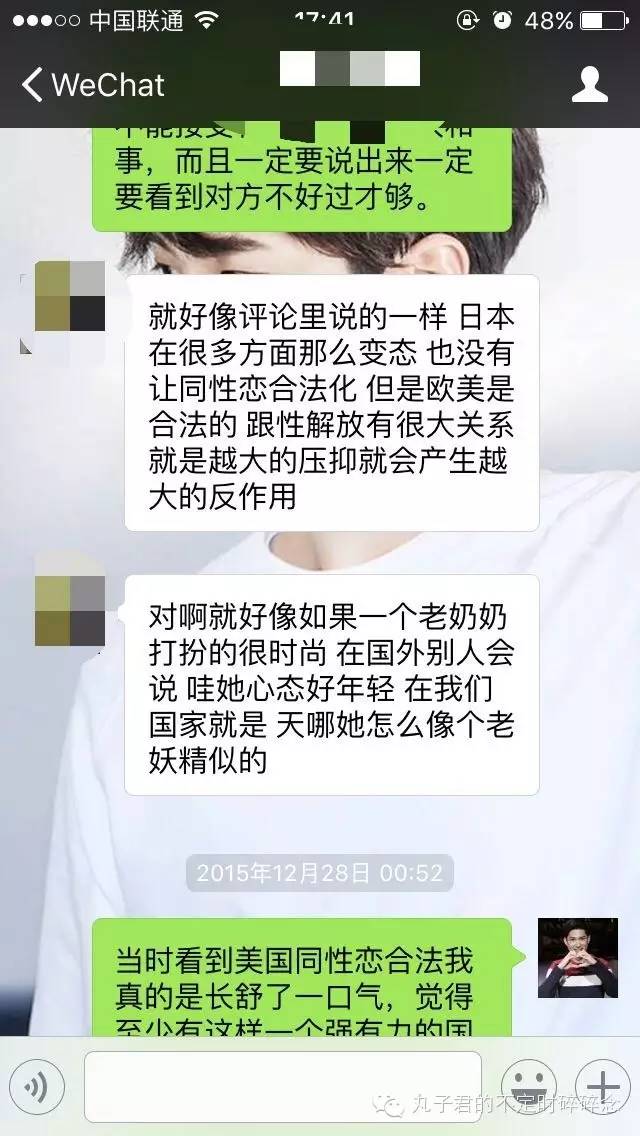 中国联通
17:41
48%
WeChat
事，而且一定要说出来一定
要看到对方不好过才够。
就好像评论里说的一样 日本
在很多方面那么变态 也没有
让同性恋合法化 但是欧美是
合法的 跟性解放有很大关系
就是越大的压抑就会产生越
大的反作用
对啊就好像如果一个老奶奶
打扮的很时尚 在国外别人会
说 哇她心态好年轻 在我们
国家就是 天哪她怎么像个老
妖精似的
2015年12月28日 00:52
当时看到美国同性恋合法我
真的是长舒了一口气，觉得
至少有这样一个强有力的国
丸子君的不定时碎碎念